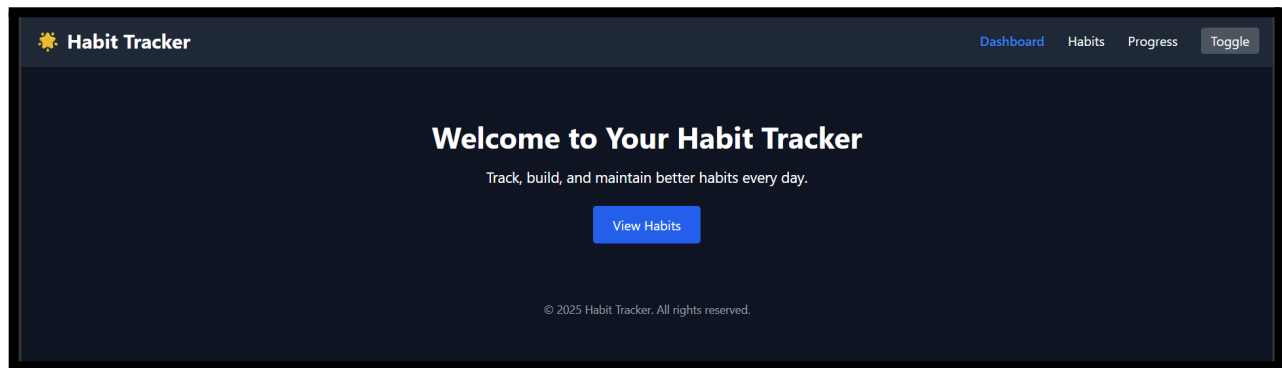 Habit Tracker
Dashboard Habits Progress Toggle
Welcome to Your Habit Tracker
Track, build, and maintain better habits every day.
View Habits
© 2025 Habit Tracker. All rights reserved.